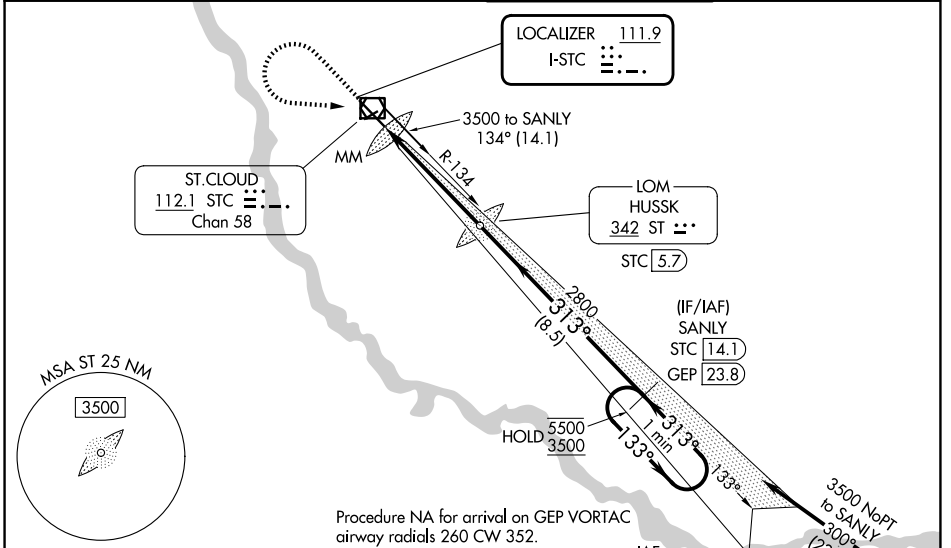 LOCALIZER 111.9
I-STC
3500 to SANLY
134° (14.1)
MM
R-134
ST.CLOUD
112.1 STC
Chan 58
LOM
HUSSK
342 ST
STC 5.7
2800
313°
(8.5)
(IF/IAF)
SANLY
STC 14.1
GEP 23.8
MSA ST 25 NM
3500
HOLD 5500
3500
1 min
313°
133°
133°
3500 NoPT
to SANLY
300°
Procedure NA for arrival on GEP VORTAC
airway radials 260 CW 352.